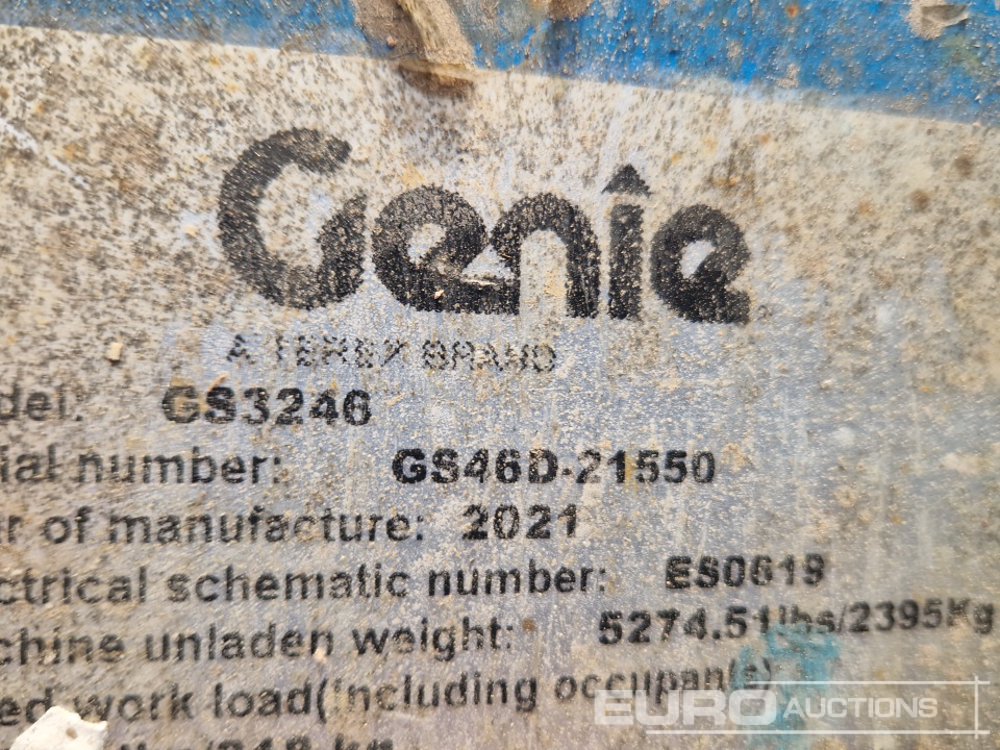 Genie
A TEREX BRAND
del: GS3246
ial number: GS46D-21550
r of manufacture: 2021
ctrical schematic number: ES0619
chine unladen weight: 5274.51lbs/2395Kg
ed work load(including occupan(s)
kg
EURO AUCTIONS